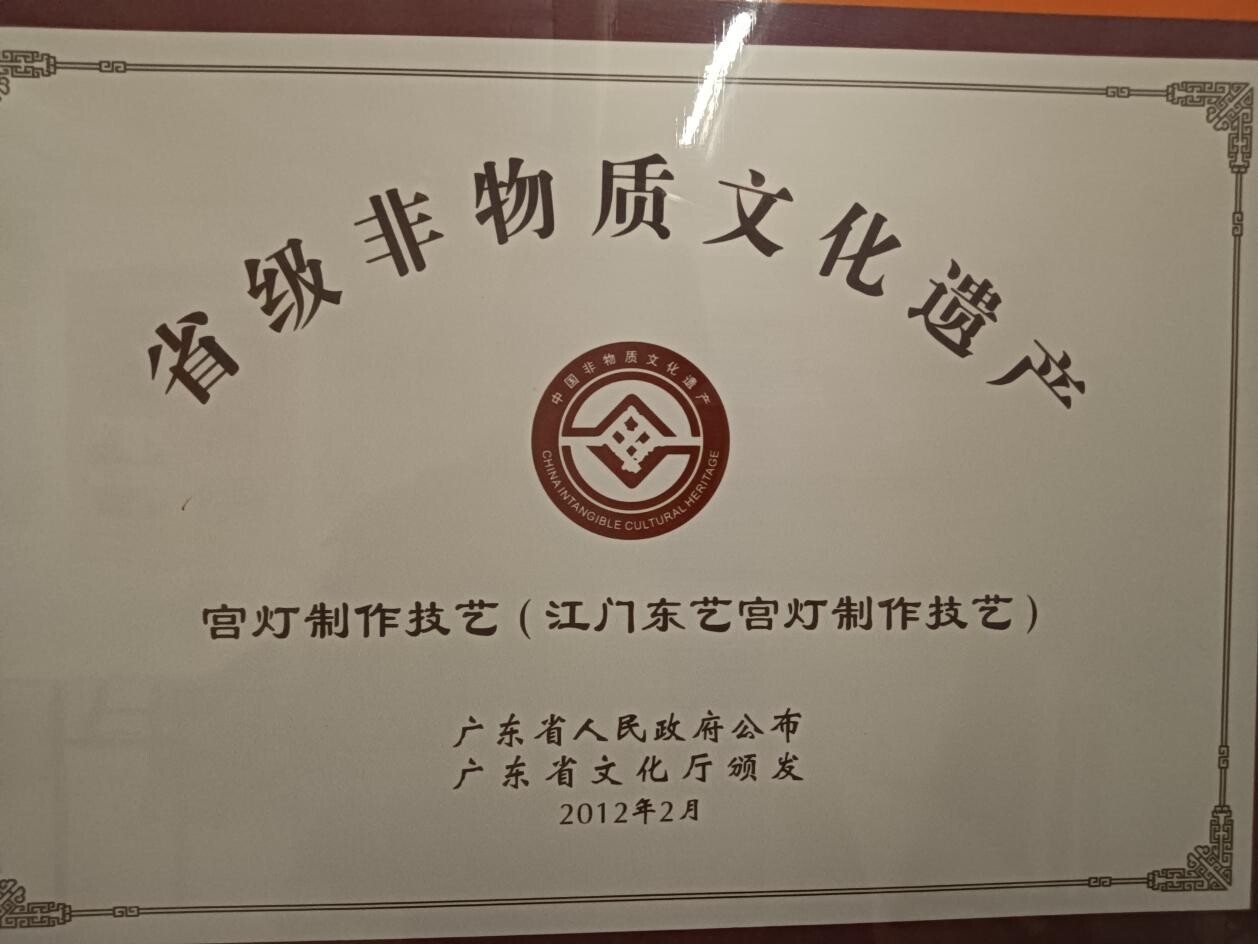 省级非物质文化遗产
中国非物质文化遗产
CHINA INTANGIBLE CULTURAL HERITAGE
宫灯制作技艺（江门东艺宫灯制作技艺）
广东省人民政府公布
广东省文化厅颁发
2012年2月